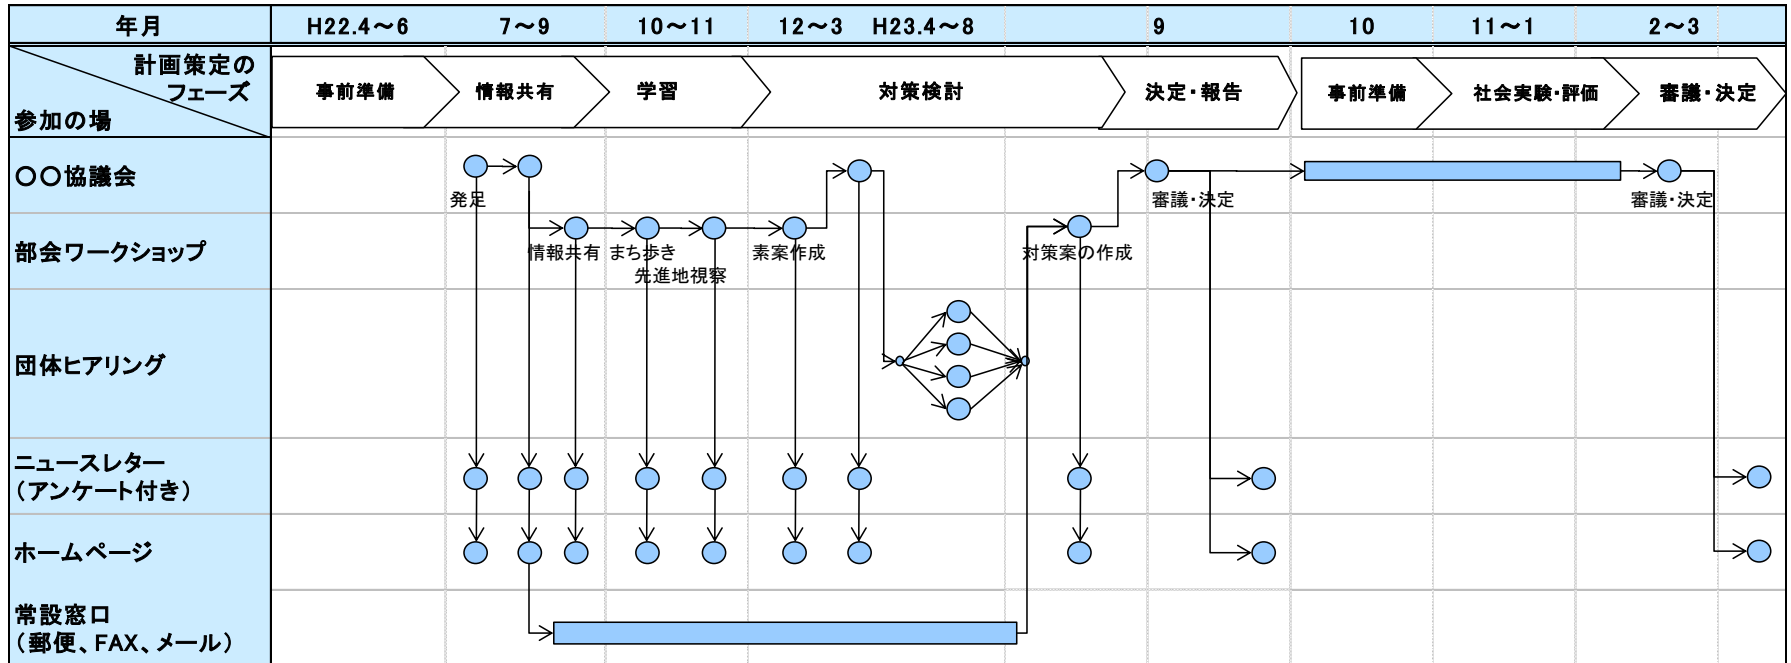 年月 H22.4～6 7～9 10～11 12～3 H23.4～8 9 10 11～1 2～3
計画策定の
フェーズ
参加の場
事前準備 情報共有 学習 対策検討 決定・報告 事前準備 社会実験・評価 審議・決定
〇〇協議会
発足 審議・決定 審議・決定
部会ワークショップ
情報共有 まち歩き 素案作成 対策案の作成
先進地視察
団体ヒアリング
ニュースレター
（アンケート付き）
ホームページ
常設窓口
（郵便、FAX、メール）